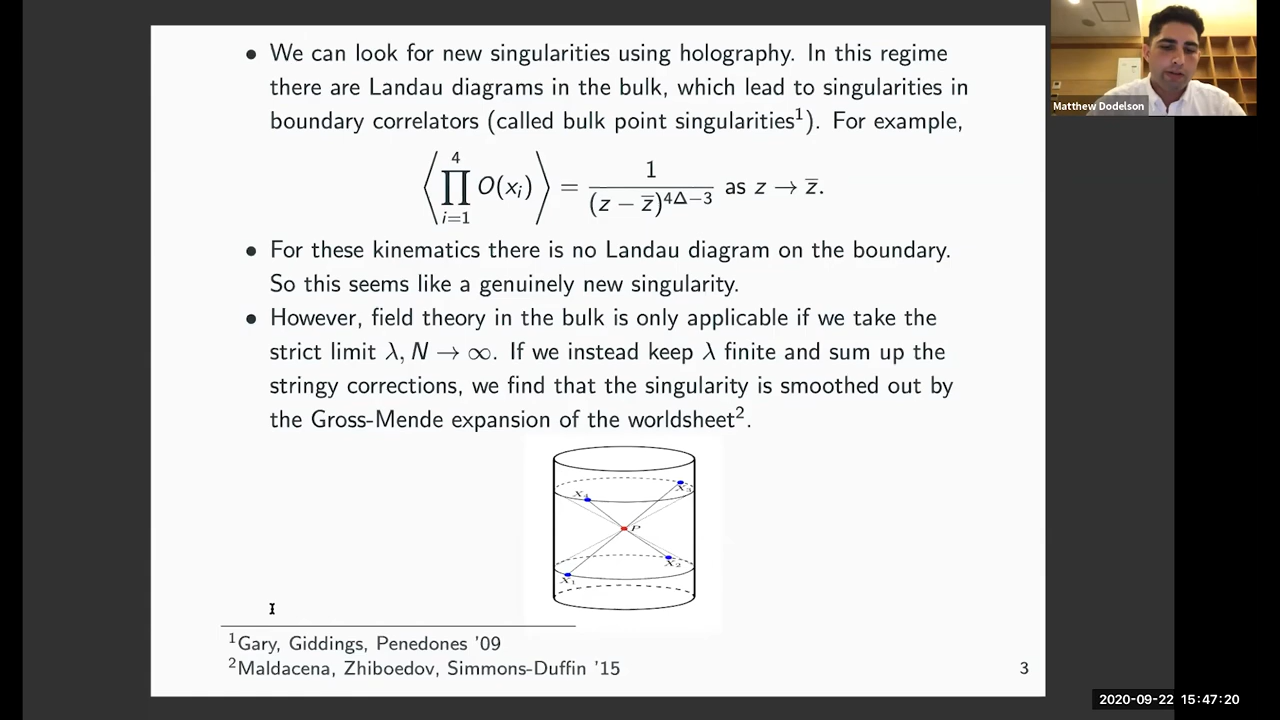 • We can look for new singularities using holography. In this regime
there are Landau diagrams in the bulk, which lead to singularities in
boundary correlators (called bulk point singularities¹). For example,
⟨∏_{i=1}^{4} O(x_i)⟩ = 1/(z − z̅)^{4Δ−3} as z → z̅.
• For these kinematics there is no Landau diagram on the boundary.
So this seems like a genuinely new singularity.
• However, field theory in the bulk is only applicable if we take the
strict limit λ, N → ∞. If we instead keep λ finite and sum up the
stringy corrections, we find that the singularity is smoothed out by
the Gross-Mende expansion of the worldsheet².
X₄
X₃
P
X₂
X₁
¹Gary, Giddings, Penedones '09
²Maldacena, Zhiboedov, Simmons-Duffin '15
3
Matthew Dodelson
2020-09-22 15:47:20